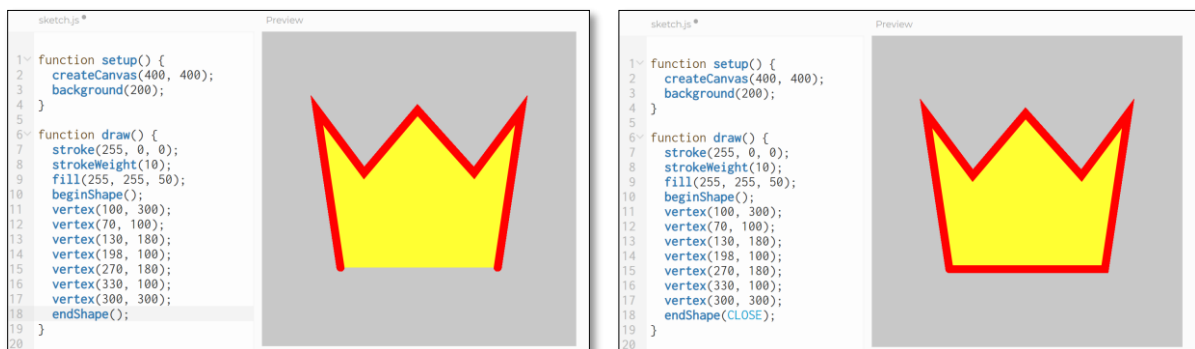 sketch.js
Preview
1 function setup() {
2 createCanvas(400, 400);
3 background(200);
4 }
5
6 function draw() {
7 stroke(255, 0, 0);
8 strokeWeight(10);
9 fill(255, 255, 50);
10 beginShape();
11 vertex(100, 300);
12 vertex(70, 100);
13 vertex(130, 180);
14 vertex(198, 100);
15 vertex(270, 180);
16 vertex(330, 100);
17 vertex(300, 300);
18 endShape();
19 }
20
sketch.js
Preview
1 function setup() {
2 createCanvas(400, 400);
3 background(200);
4 }
5
6 function draw() {
7 stroke(255, 0, 0);
8 strokeWeight(10);
9 fill(255, 255, 50);
10 beginShape();
11 vertex(100, 300);
12 vertex(70, 100);
13 vertex(130, 180);
14 vertex(198, 100);
15 vertex(270, 180);
16 vertex(330, 100);
17 vertex(300, 300);
18 endShape(CLOSE);
19 }
20